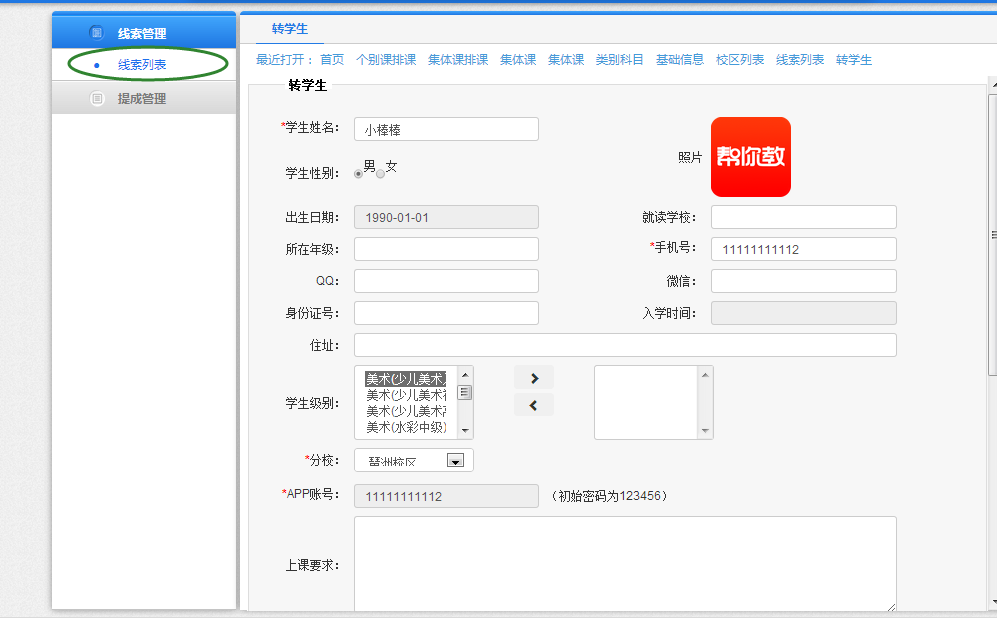 线索管理
线索列表
提成管理
转学生
最近打开： 首页 个别课排课 集体课排课 集体课 集体课 类别科目 基础信息 校区列表 线索列表 转学生
转学生
*学生姓名： 小棒棒
照片 帮你教
学生性别： 男 女
出生日期： 1990-01-01 就读学校：
所在年级： *手机号： 11111111112
QQ： 微信：
身份证号： 入学时间：
住址：
学生级别：
美术(少儿美术
美术(少儿美术
美术(少儿美术
美术(水彩中级)
*分校： 琶洲校区
*APP账号： 11111111112 （初始密码为123456）
上课要求：